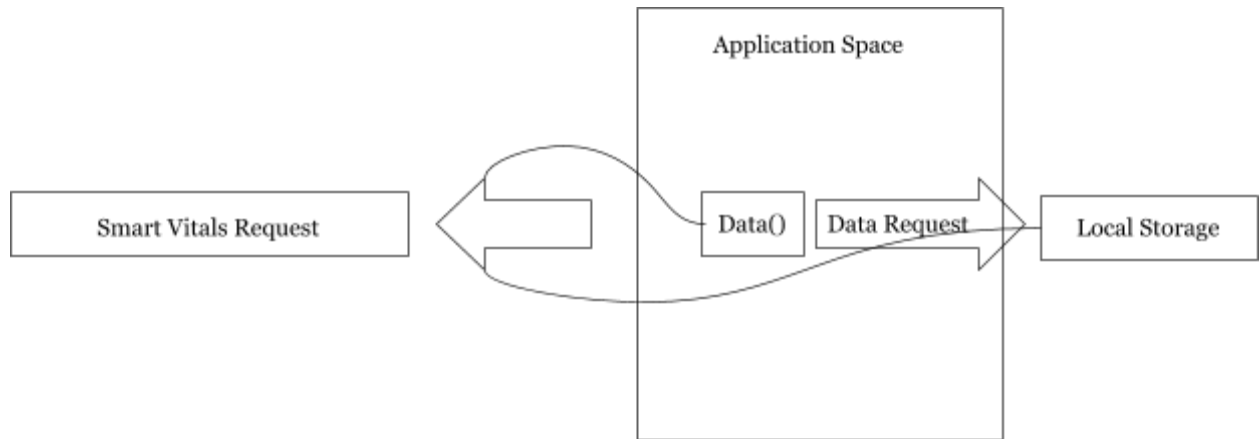 Application Space
Smart Vitals Request
Data()
Data Request
Local Storage